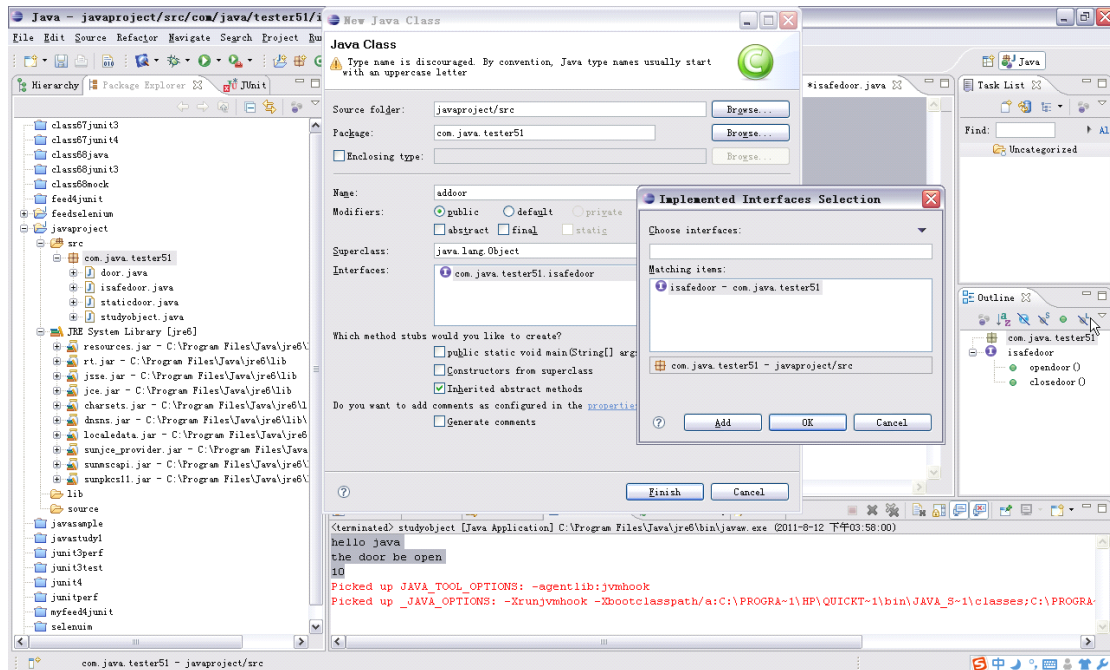 Java - javaproject/src/com/java/tester51/i
File Edit Source Refactor Navigate Search Project Ru
Java
Hierarchy
Package Explorer
JUnit
class67junit3
class67junit4
class68java
class68junit3
class68mock
feed4junit
feedselenium
javaproject
src
com.java.tester51
door.java
isafedoor.java
staticdoor.java
studyobject.java
JRE System Library [jre6]
resources.jar - C:\Program Files\Java\jre6\
rt.jar - C:\Program Files\Java\jre6\lib
jsse.jar - C:\Program Files\Java\jre6\lib
jce.jar - C:\Program Files\Java\jre6\lib
charsets.jar - C:\Program Files\Java\jre6\l
dnsns.jar - C:\Program Files\Java\jre6\lib\
localedata.jar - C:\Program Files\Java\jre6
sunjce_provider.jar - C:\Program Files\Java
sunmscapi.jar - C:\Program Files\Java\jre6\
sunpkcs11.jar - C:\Program Files\Java\jre6\
lib
source
javasample
javastudy1
junit3perf
junit3test
junit4
junitperf
myfeed4junit
selenuim
com.java.tester51 - javaproject/src
New Java Class
Java Class
Type name is discouraged. By convention, Java type names usually start
with an uppercase letter
Source folder: javaproject/src Browse...
Package: com.java.tester51 Browse...
Enclosing type: Browse...
Name: addoor
Modifiers: public default private
abstract final static
Superclass: java.lang.Object
Interfaces: com.java.tester51.isafedoor
Which method stubs would you like to create?
public static void main(String[] arg
Constructors from superclass
Inherited abstract methods
Do you want to add comments as configured in the properties
Generate comments
Finish Cancel
Implemented Interfaces Selection
Choose interfaces:
Matching items:
isafedoor - com.java.tester51
com.java.tester51 - javaproject/src
Add OK Cancel
*isafedoor.java
Task List
Find: Al
Uncategorized
Outline
com.java.tester51
isafedoor
opendoor()
closedoor()
<terminated> studyobject [Java Application] C:\Program Files\Java\jre6\bin\javaw.exe (2011-8-12 下午03:58:00)
hello java
the door be open
10
Picked up JAVA_TOOL_OPTIONS: -agentlib:jvmhook
Picked up _JAVA_OPTIONS: -Xrunjvmhook -Xbootclasspath/a:C:\PROGRA~1\HP\QUICKT~1\bin\JAVA_S~1\classes;C:\PROGRA~
中